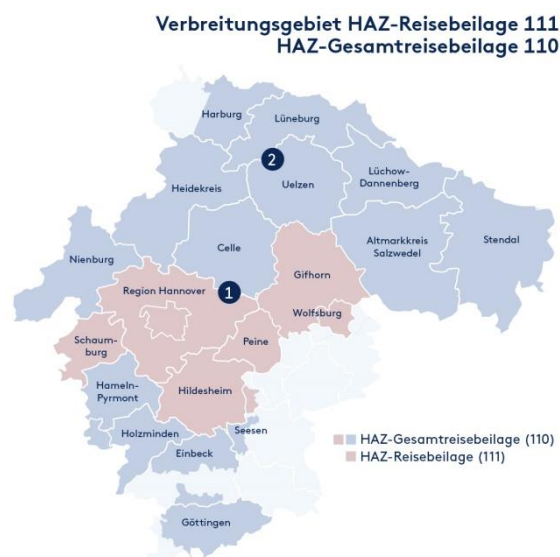 Verbreitungsgebiet HAZ-Reisebeilage 111
HAZ-Gesamtreisebeilage 110
Harburg
Lüneburg
2
Heidekreis
Uelzen
Lüchow-
Dannenberg
Celle
Altmarkkreis
Salzwedel
Stendal
Nienburg
Gifhorn
Region Hannover
1
Wolfsburg
Schaum-
burg
Peine
Hameln-
Pyrmont
Hildesheim
Holzminden
Seesen
Einbeck
HAZ-Gesamtreisebeilage (110)
HAZ-Reisebeilage (111)
Göttingen